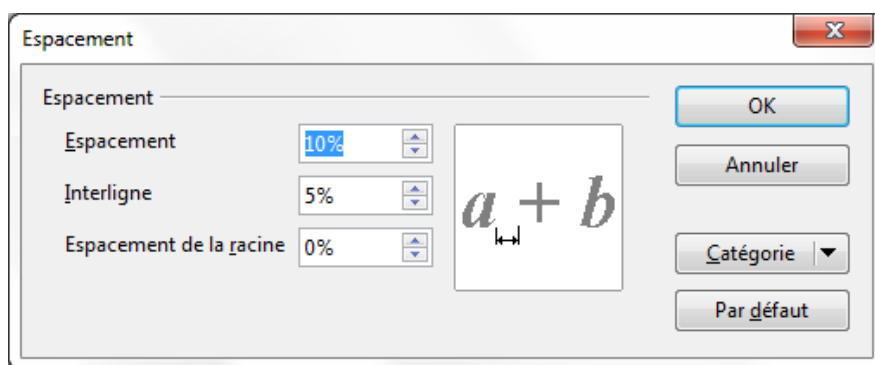 Espacement
Espacement
Espacement 10%
Interligne 5%
Espacement de la racine 0%
a + b
OK
Annuler
Catégorie
Par défaut